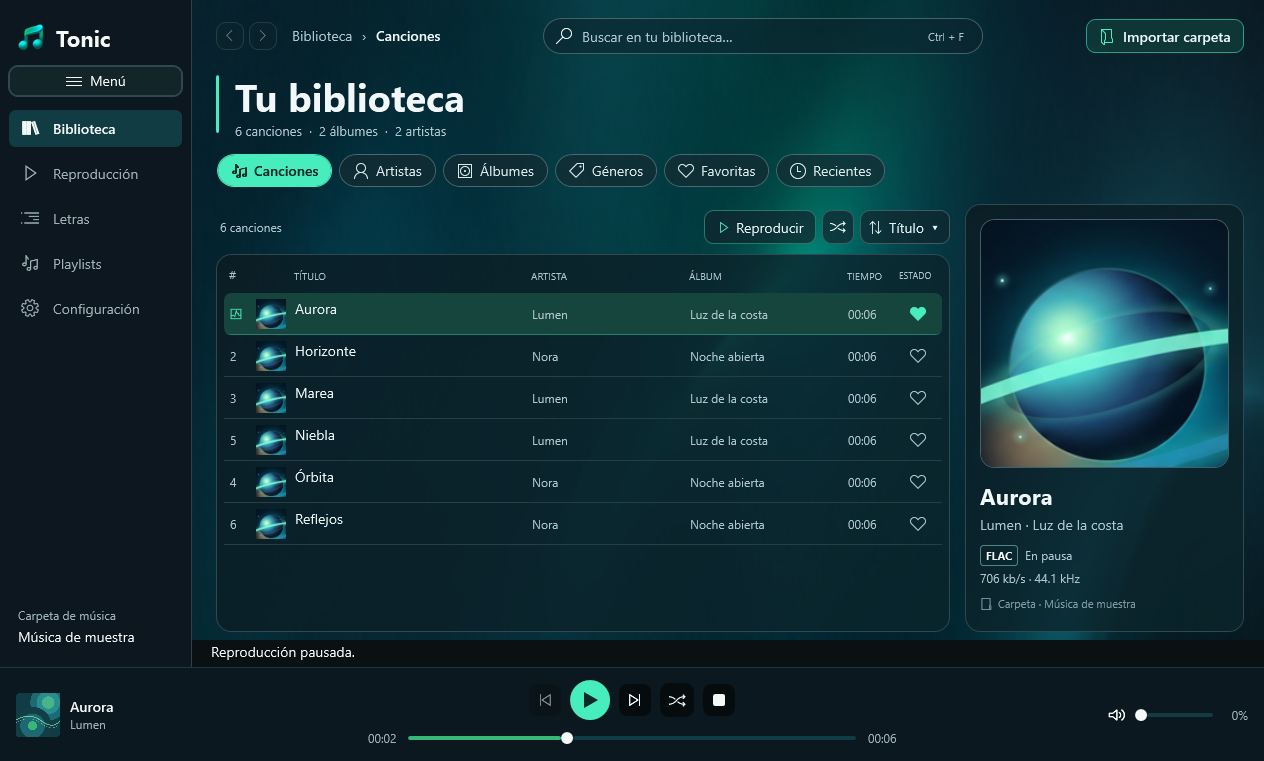 Tonic
Menú
Biblioteca
Reproducción
Letras
Playlists
Configuración
Carpeta de música
Música de muestra
Biblioteca › Canciones
Buscar en tu biblioteca... Ctrl + F
Importar carpeta
Tu biblioteca
6 canciones · 2 álbumes · 2 artistas
Canciones Artistas Álbumes Géneros Favoritas Recientes
6 canciones
Reproducir Título
# TÍTULO ARTISTA ÁLBUM TIEMPO ESTADO
Aurora Lumen Luz de la costa 00:06
2 Horizonte Nora Noche abierta 00:06
3 Marea Lumen Luz de la costa 00:06
5 Niebla Lumen Luz de la costa 00:06
4 Órbita Nora Noche abierta 00:06
6 Reflejos Nora Noche abierta 00:06
Aurora
Lumen · Luz de la costa
FLAC En pausa
706 kb/s · 44.1 kHz
Carpeta · Música de muestra
Reproducción pausada.
Aurora
Lumen
00:02 00:06
0%